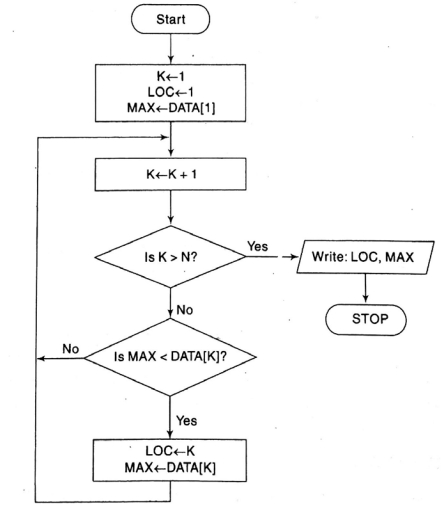 Start
K←1
LOC←1
MAX←DATA[1]
K←K + 1
Is K > N?
Yes
Write: LOC, MAX
STOP
No
Is MAX < DATA[K]?
No
Yes
LOC←K
MAX←DATA[K]